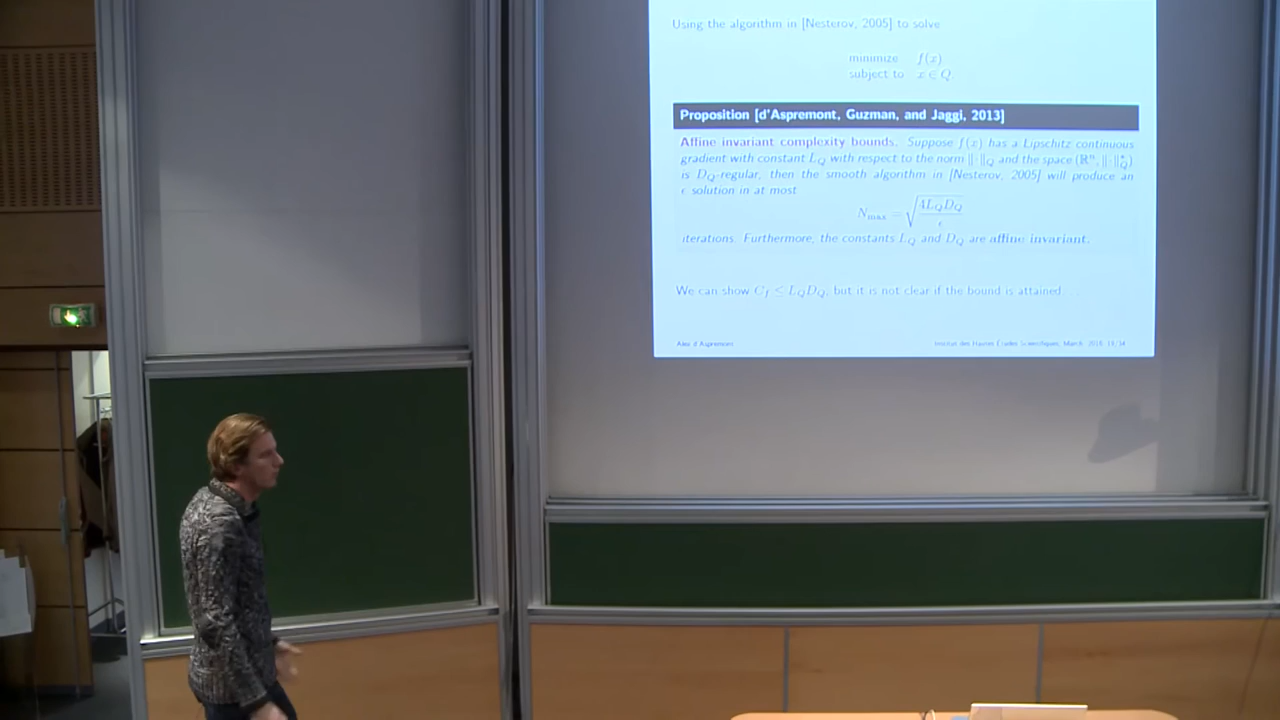 Using the algorithm in [Nesterov, 2005] to solve
minimize f(x)
subject to x ∈ Q.
Proposition [d'Aspremont, Guzman, and Jaggi, 2013]
Affine invariant complexity bounds. Suppose f(x) has a Lipschitz continuous
gradient with constant L_Q with respect to the norm ‖·‖_Q and the space (ℝⁿ, ‖·‖*_Q)
is D_Q-regular, then the smooth algorithm in [Nesterov, 2005] will produce an
ϵ solution in at most
N_max = √(4L_Q D_Q / ϵ)
iterations. Furthermore, the constants L_Q and D_Q are affine invariant.
We can show C_f ≤ L_Q D_Q, but it is not clear if the bound is attained . . .
Alex d'Aspremont
Institut des Hautes Études Scientifiques, March, 2016 19/34